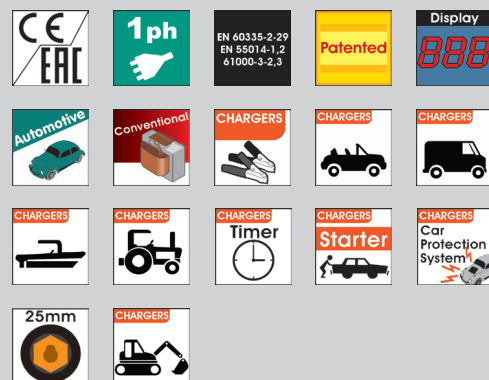 CE
EAC
1ph
EN 60335-2-29
EN 55014-1,2
61000-3-2,3
Patented
Display
888
Automotive
Conventional
CHARGERS
CHARGERS
CHARGERS
CHARGERS
CHARGERS
CHARGERS
Timer
CHARGERS
Starter
CHARGERS
Car
Protection
System
25mm
CHARGERS